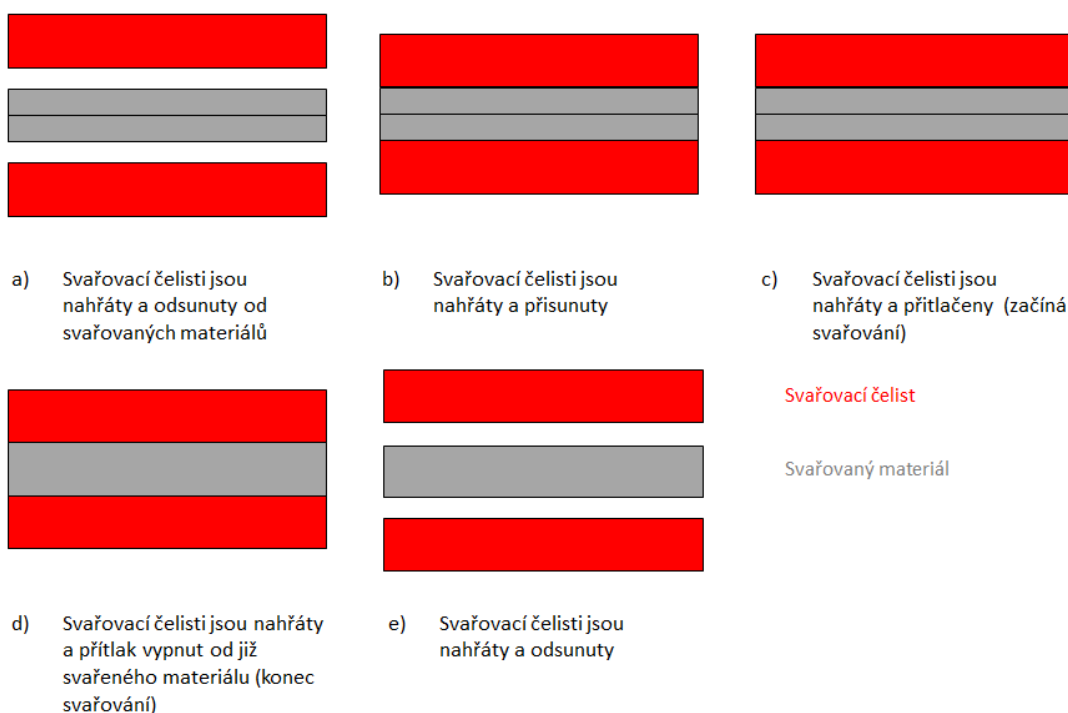 a) Svařovací čelisti jsou
nahřáty a odsunuty od
svařovaných materiálů
b) Svařovací čelisti jsou
nahřáty a přisunuty
c) Svařovací čelisti jsou
nahřáty a přitlačeny (začíná
svařování)
Svařovací čelist
Svařovaný materiál
d) Svařovací čelisti jsou nahřáty
a přítlak vypnut od již
svařeného materiálu (konec
svařování)
e) Svařovací čelisti jsou
nahřáty a odsunuty